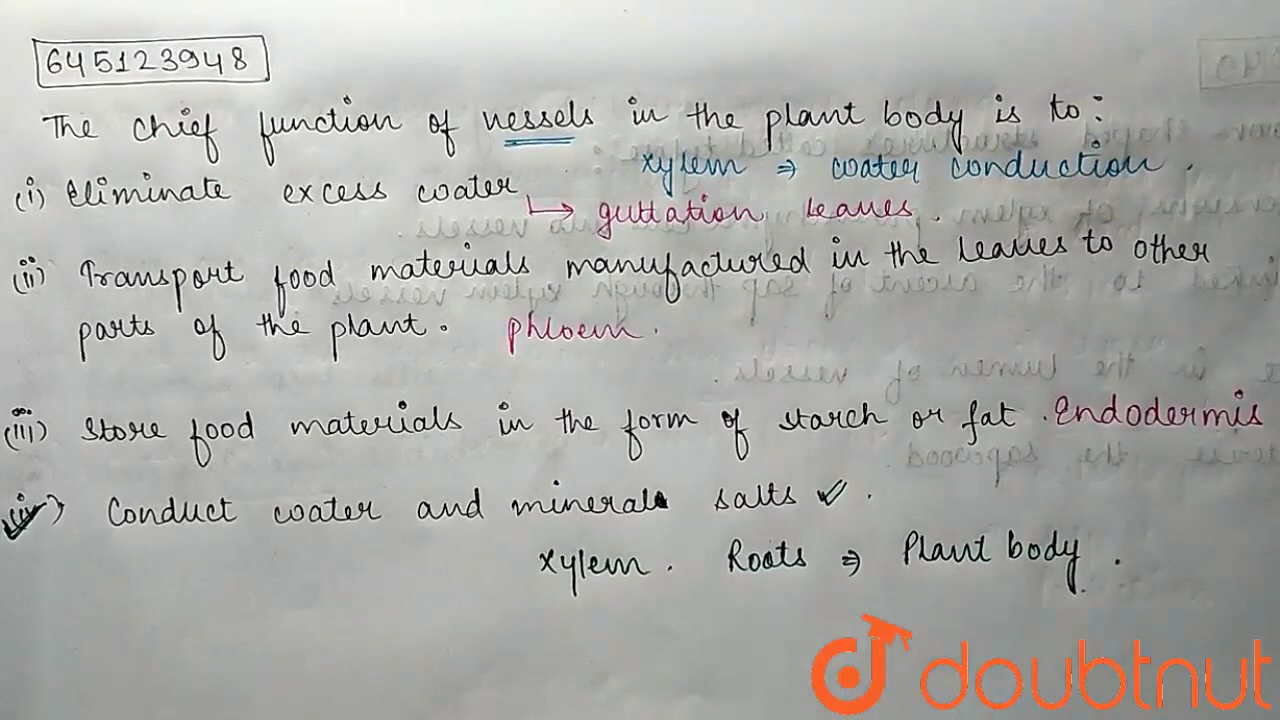 645123948
The chief function of vessels in the plant body is to:
xylem ⇒ water conduction.
(i) Eliminate excess water
↳ guttation leaves.
(ii) Transport food materials manufactured in the leaves to other
parts of the plant. phloem.
(iii) Store food materials in the form of starch or fat. Endodermis
(iv) Conduct water and mineral salts ✓.
xylem. Roots ⇒ Plant body.
doubtnut